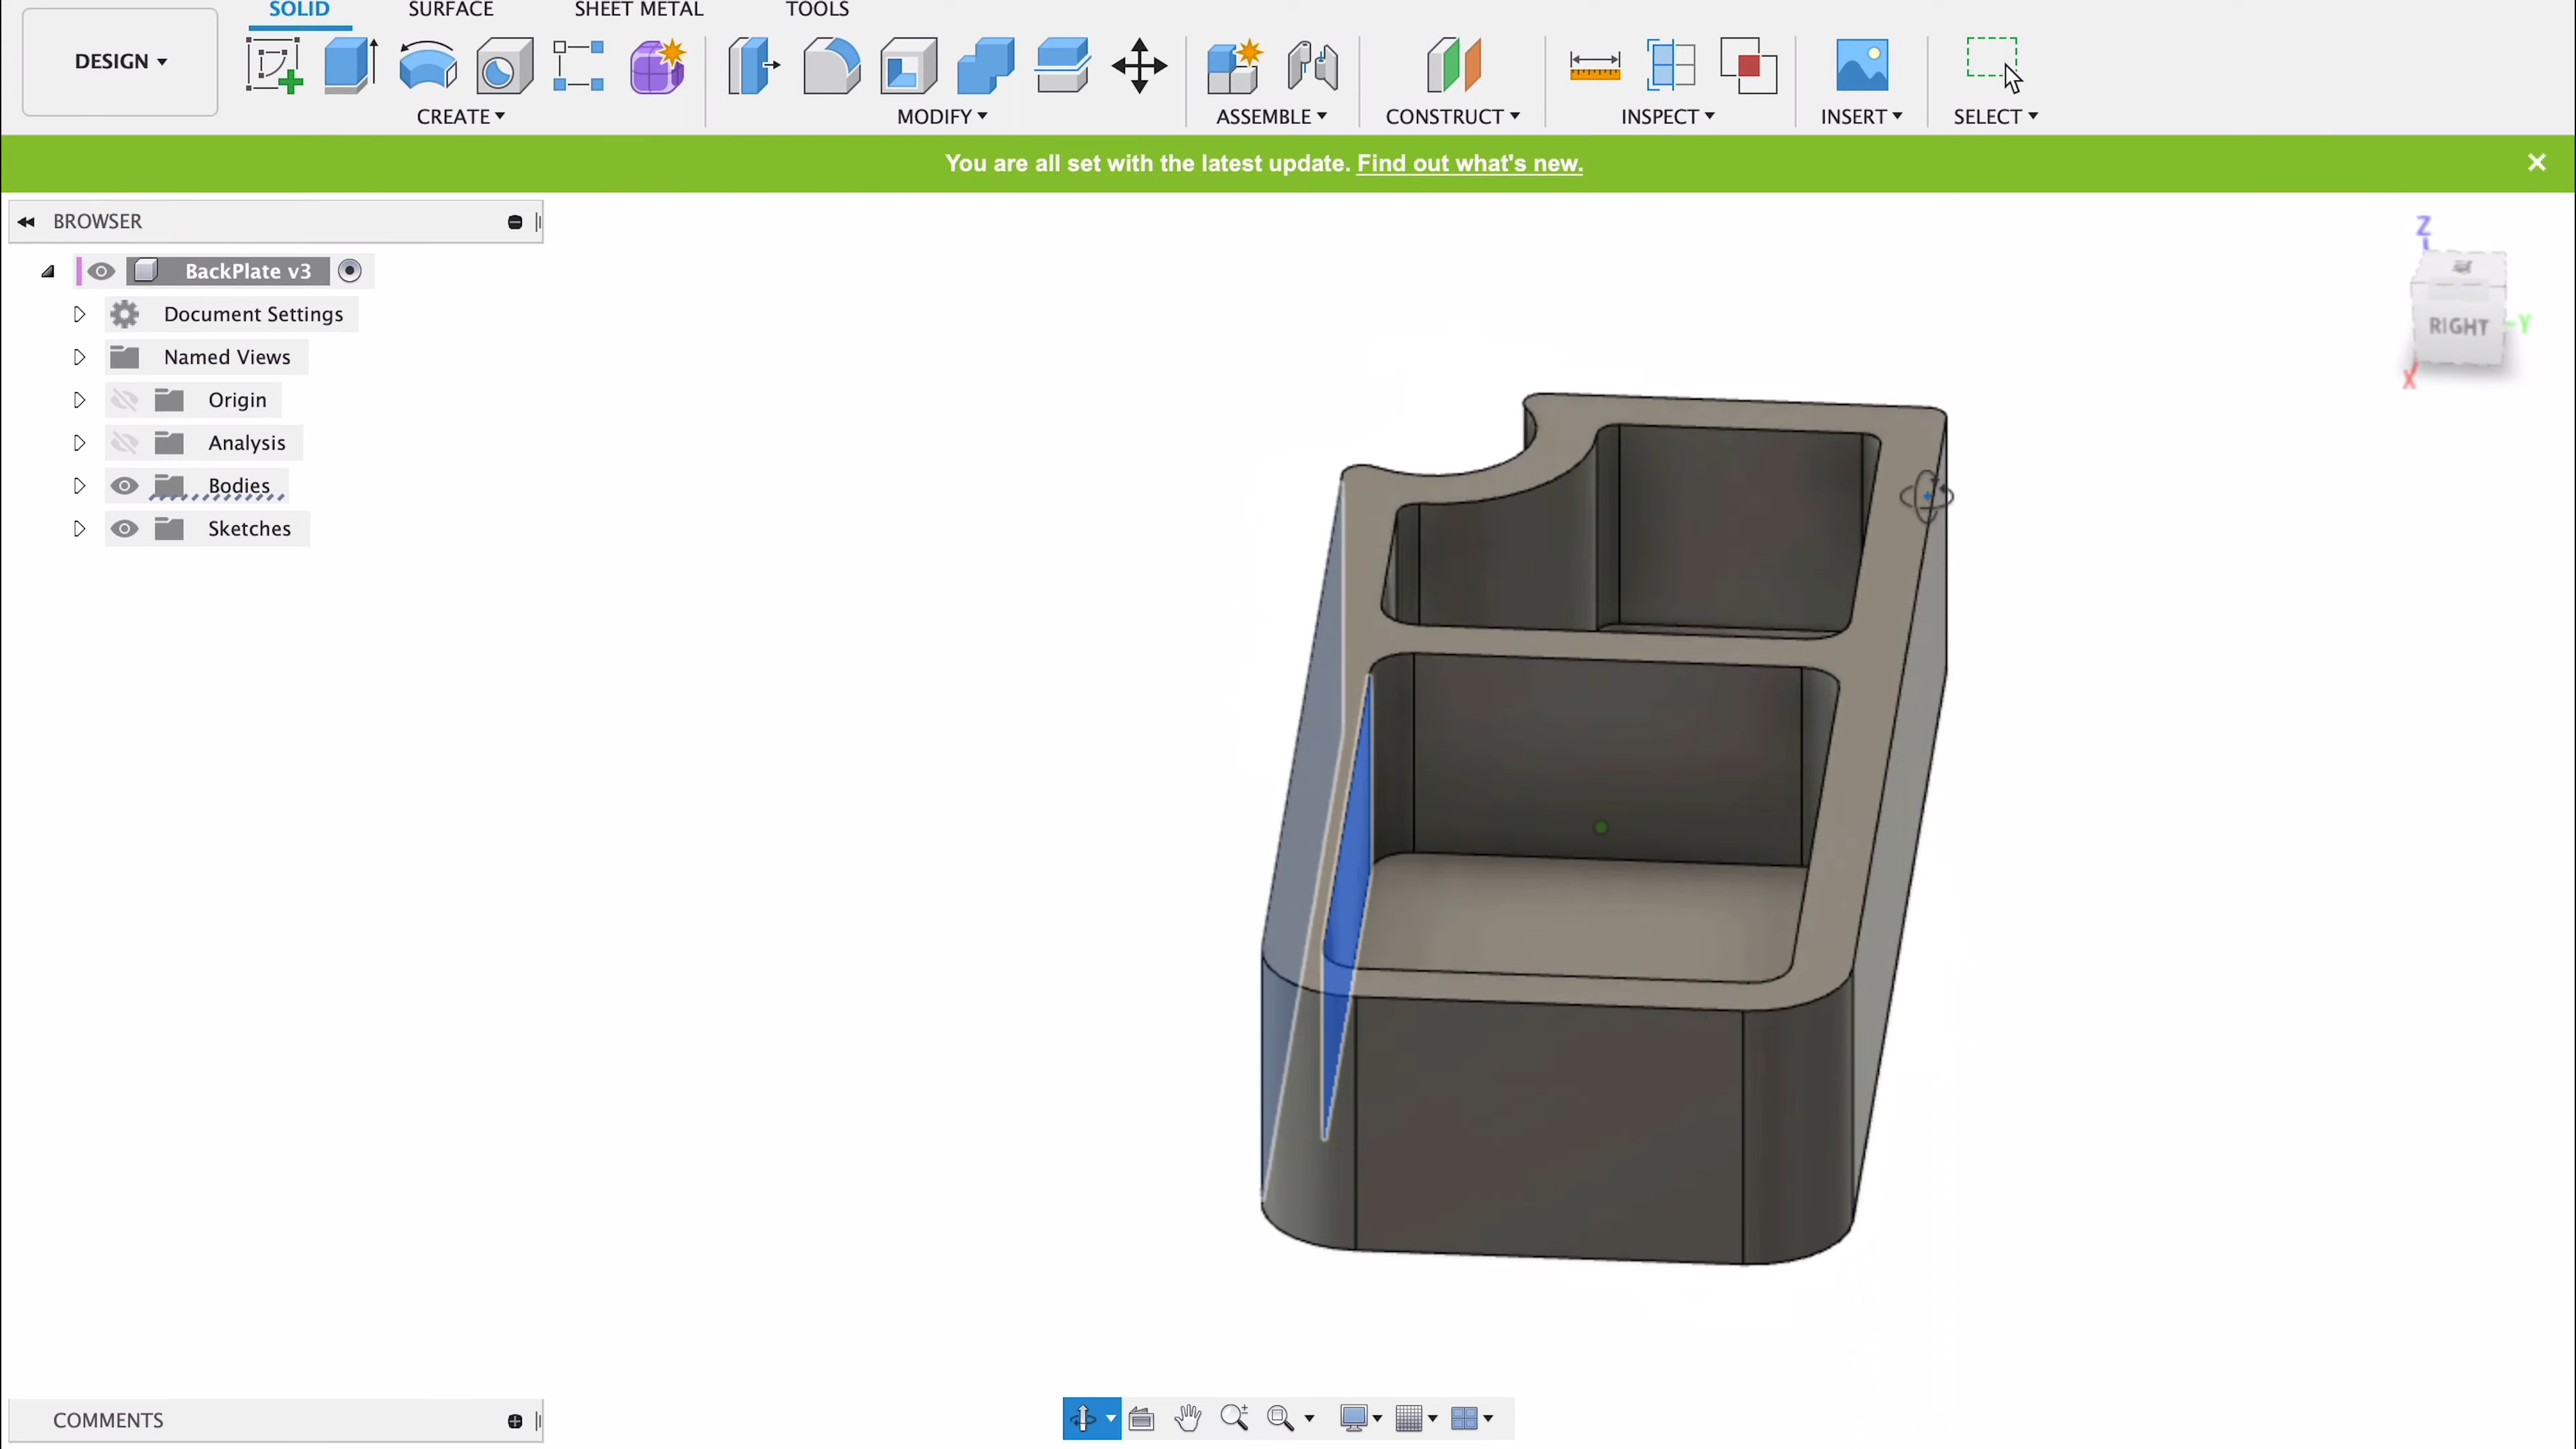 SOLID SURFACE SHEET METAL TOOLS
DESIGN
CREATE MODIFY ASSEMBLE CONSTRUCT INSPECT INSERT SELECT
You are all set with the latest update. Find out what's new.
BROWSER
BackPlate v3
Document Settings
Named Views
Origin
Analysis
Bodies
Sketches
Z
RIGHT
-Y
X
COMMENTS